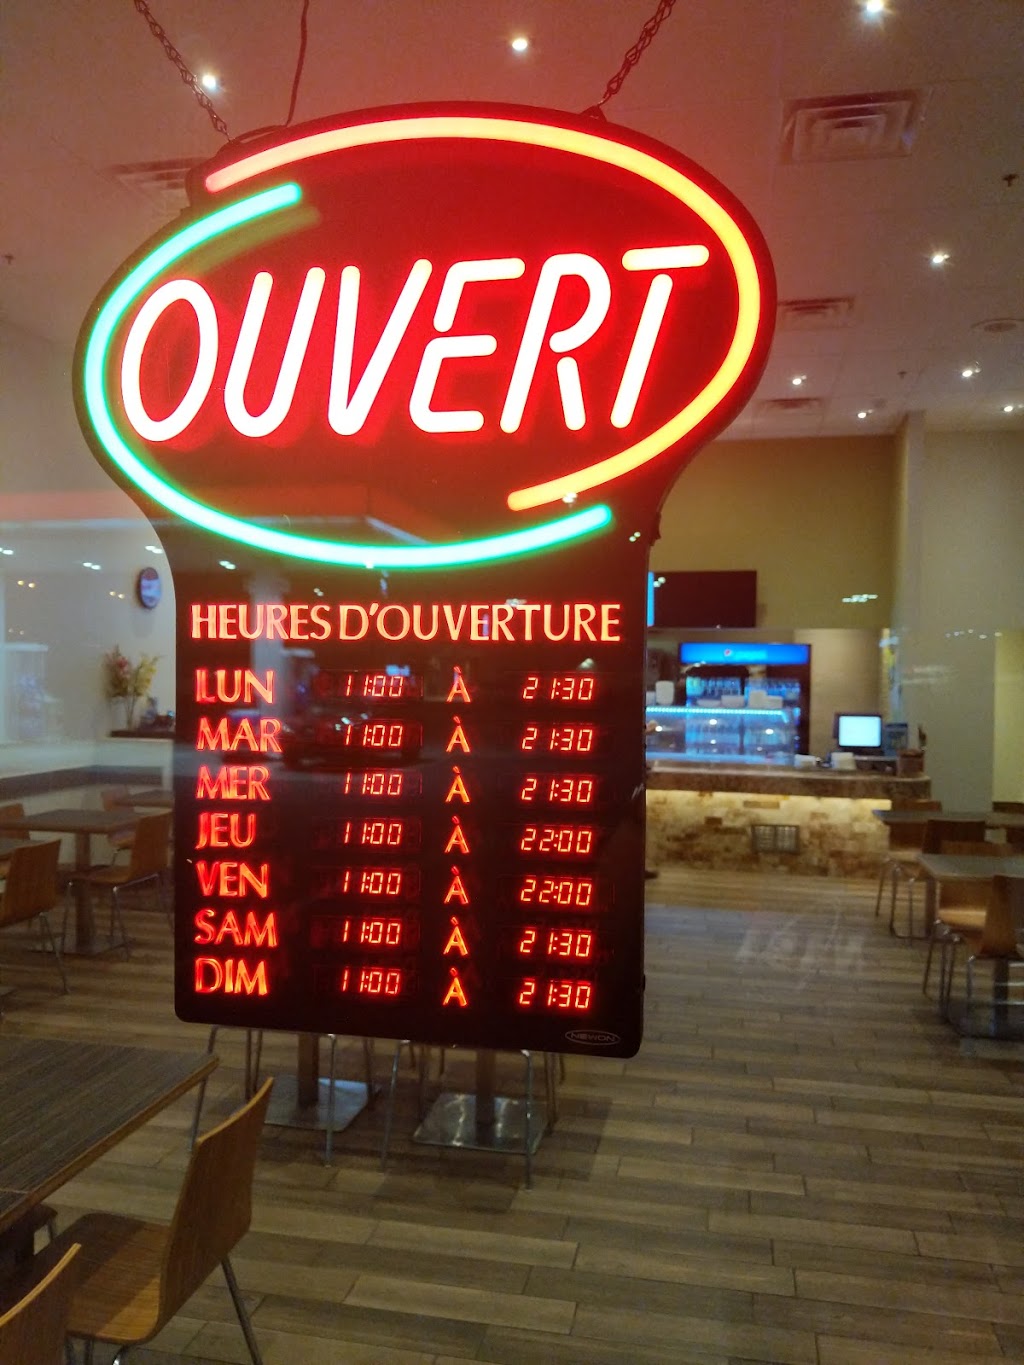 OUVERT
HEURES D'OUVERTURE
LUN 11:00 À 21:30
MAR 11:00 À 21:30
MER 11:00 À 21:30
JEU 11:00 À 22:00
VEN 11:00 À 22:00
SAM 11:00 À 21:30
DIM 11:00 À 21:30
NEWON